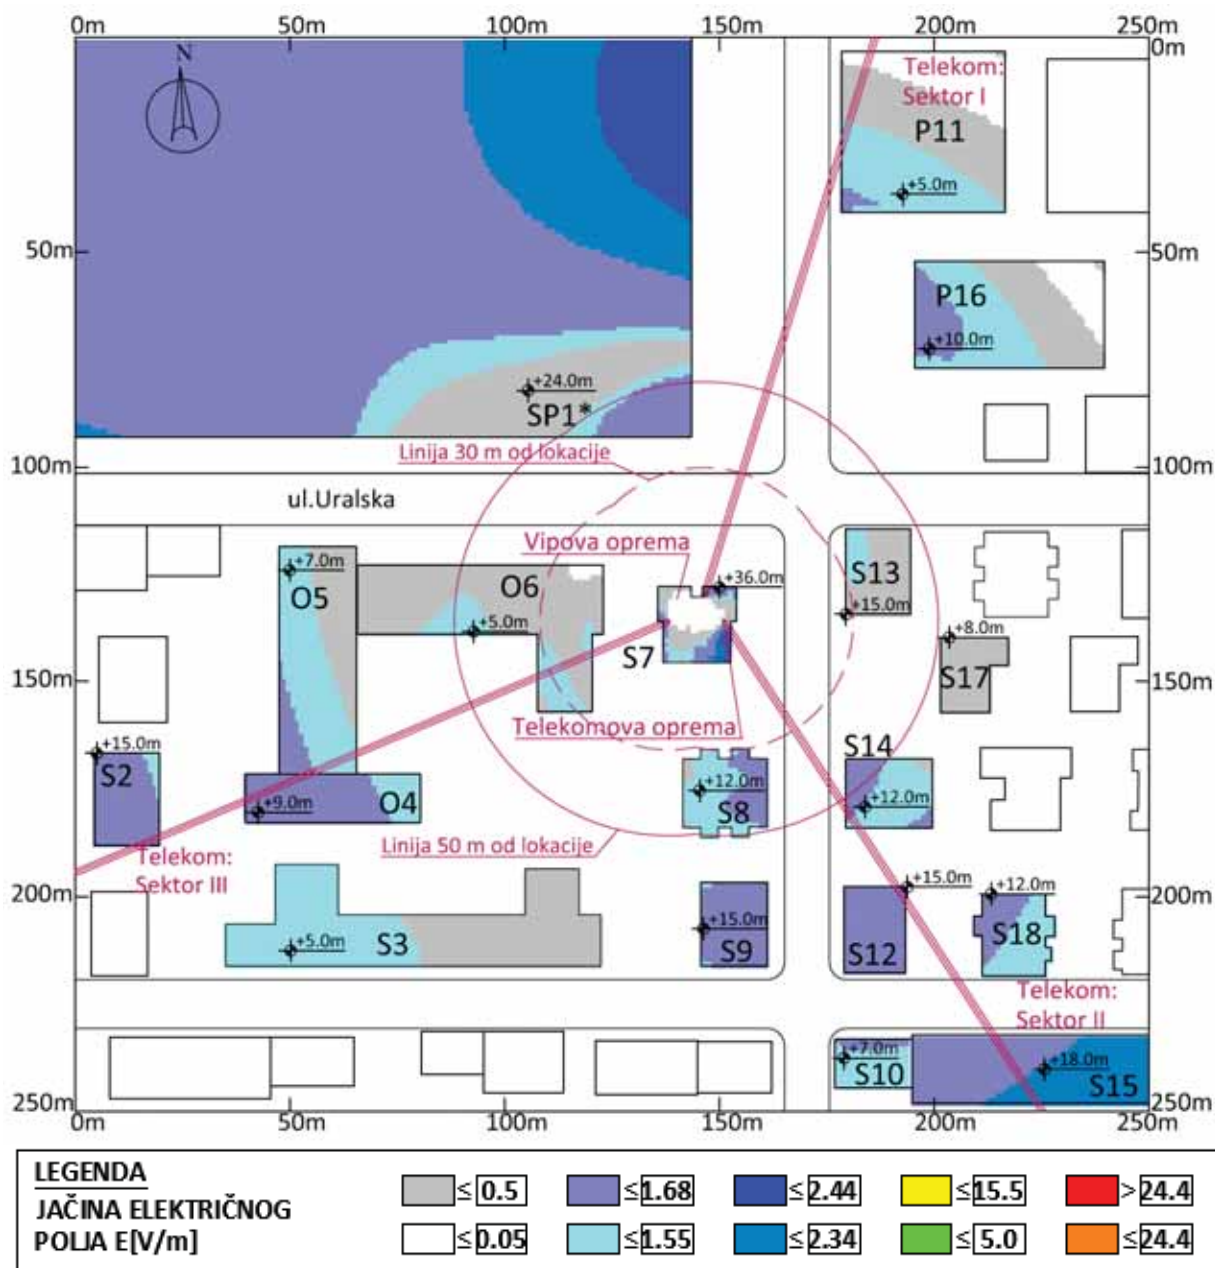 0m 50m 100m 150m 200m 250m
0m
N
Telekom:
Sektor I
P11
+5.0m
50m
50m
P16
+10.0m
+24.0m
SP1*
Linija 30 m od lokacije
100m
100m
ul.Uralska
Vipova oprema
+7.0m
O5
O6
+5.0m
+36.0m
S13
+15.0m
+8.0m
S7
S17
150m
150m
Telekomova oprema
+15.0m
S2
S14
+12.0m
S8
+12.0m
+9.0m
O4
Linija 50 m od lokacije
Telekom:
Sektor III
200m
200m
+5.0m
S3
+15.0m
S9
+15.0m
S12
+12.0m
S18
Telekom:
Sektor II
+7.0m
S10
+18.0m
S15
250m
250m
0m 50m 100m 150m 200m 250m
LEGENDA
JAČINA ELEKTRIČNOG
POLJA E[V/m]
≤ 0.5 ≤1.68 ≤2.44 ≤15.5 >24.4
≤0.05 ≤1.55 ≤2.34 ≤5.0 ≤24.4